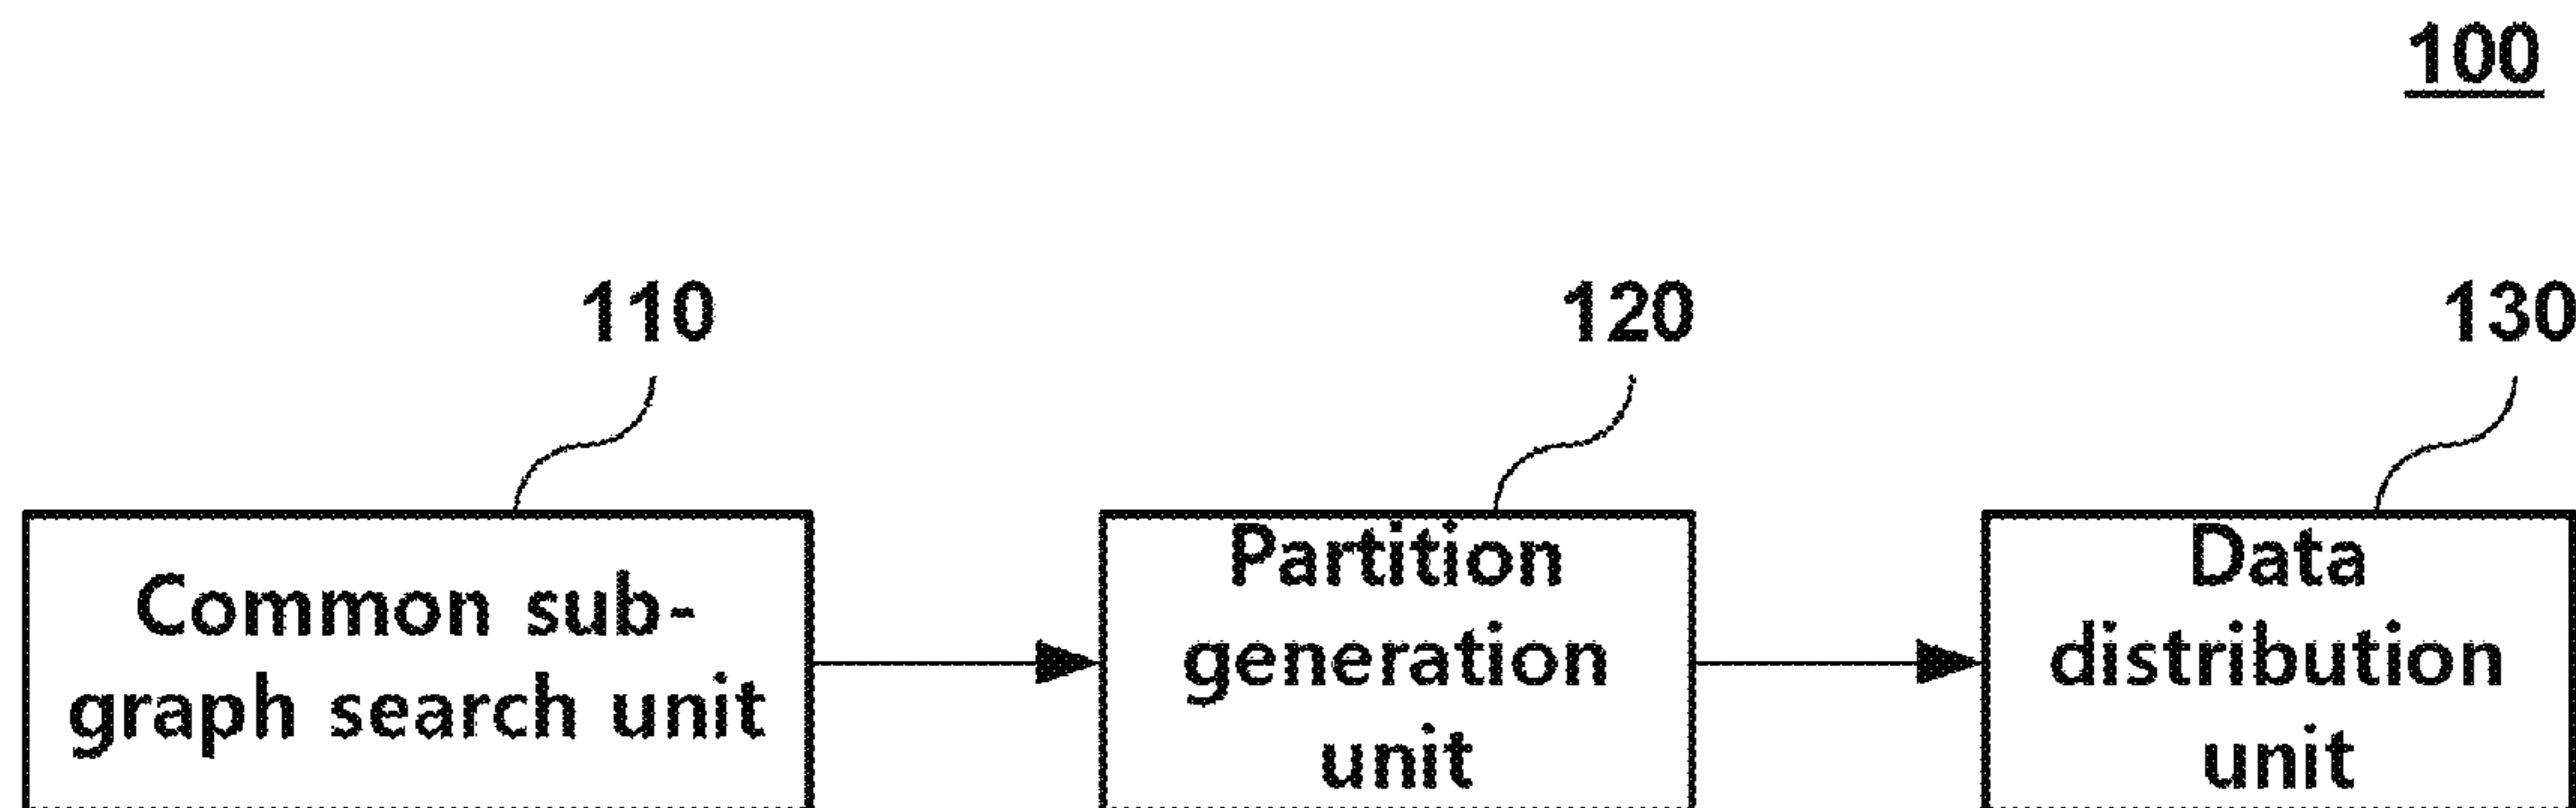 100
110
120
130
Common sub-
graph search unit
Partition
generation
unit
Data
distribution
unit